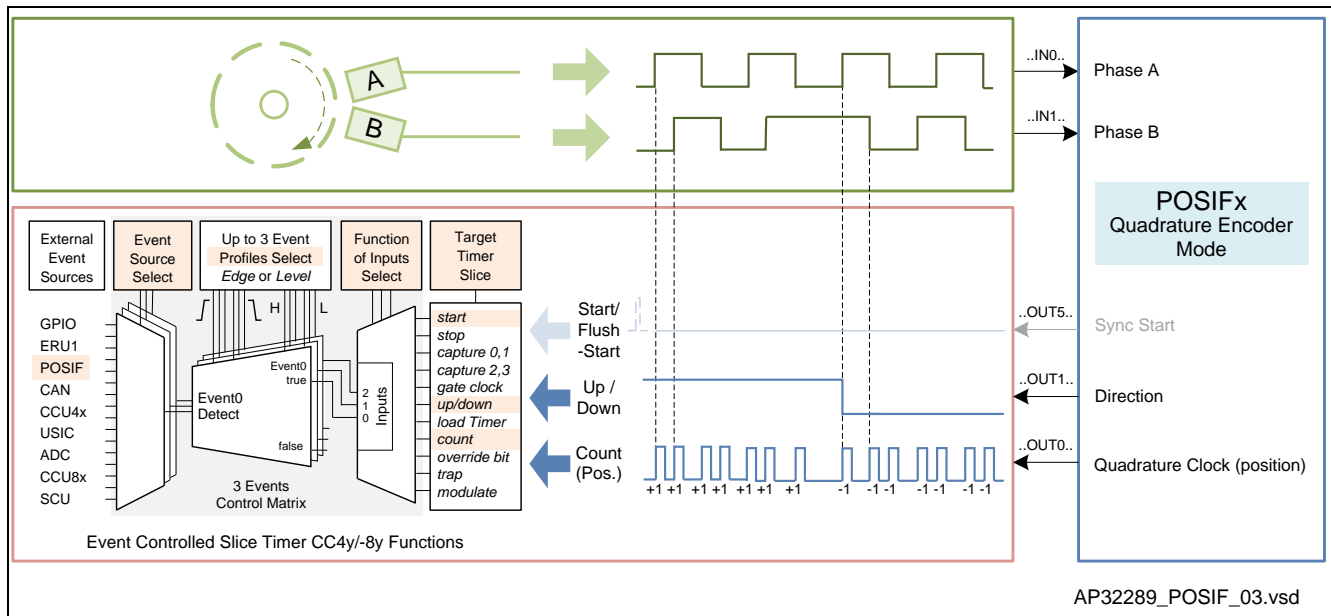 A
B
..IN0..
Phase A
..IN1..
Phase B
POSIFx
Quadrature Encoder
Mode
External
Event
Sources
Event
Source
Select
Up to 3 Event
Profiles Select
Edge or Level
Function
of Inputs
Select
Target
Timer
Slice
H
L
GPIO
ERU1
POSIF
CAN
CCU4x
USIC
ADC
CCU8x
SCU
Event0
Detect
Event0
true
false
2
1
0
Inputs
3 Events
Control Matrix
start
stop
capture 0,1
capture 2,3
gate clock
up/down
load Timer
count
override bit
trap
modulate
Start/
Flush
-Start
Up /
Down
Count
(Pos.)
+1 +1 +1 +1 +1 +1 +1 -1 -1 -1 -1 -1 -1
..OUT5..
Sync Start
..OUT1..
Direction
..OUT0..
Quadrature Clock (position)
Event Controlled Slice Timer CC4y/-8y Functions
AP32289_POSIF_03.vsd